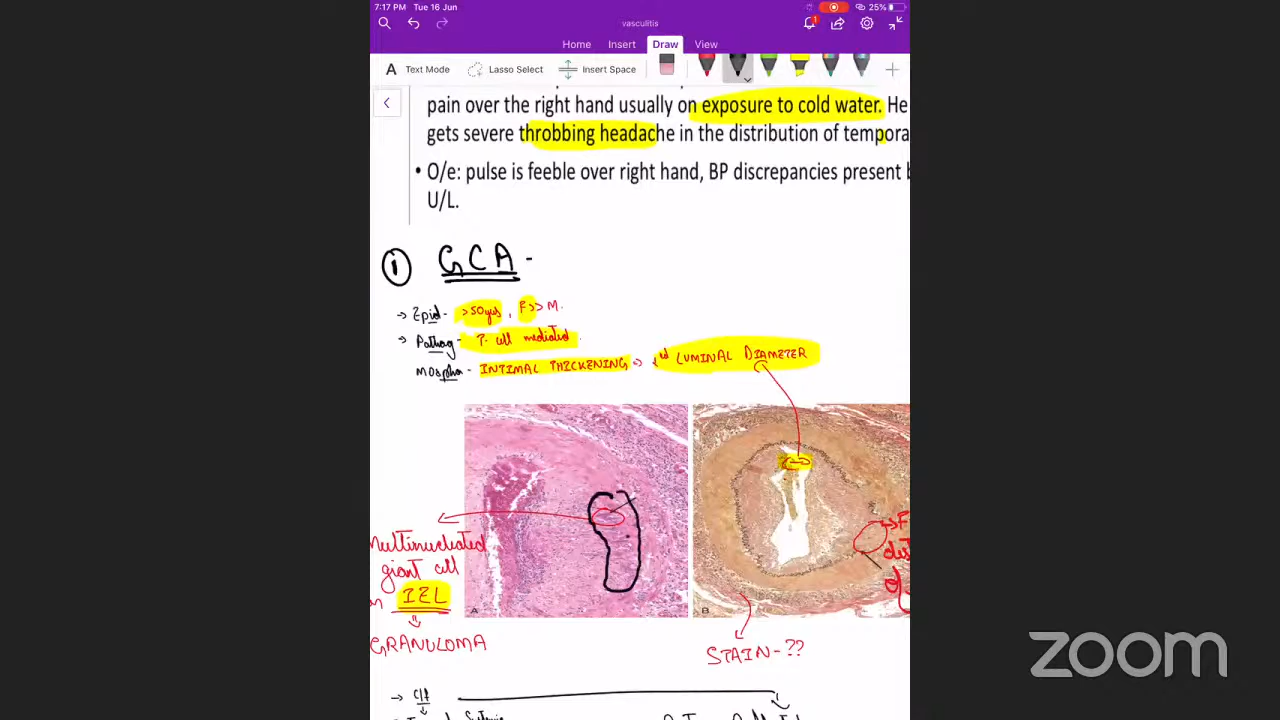 7:17 PM Tue 16 Jun
25%
vasculitis
1
Home Insert Draw View
A Text Mode Lasso Select Insert Space
pain over the right hand usually on exposure to cold water. He
gets severe throbbing headache in the distribution of tempora
• O/e: pulse is feeble over right hand, BP discrepancies present b
U/L.
① GCA -
→ Epid - >50yrs, F>> M.
→ Pathog - T. cell mediated
Morpho - INTIMAL THICKENING → ↓ed LUMINAL DIAMETER
Multinucleated
giant cell
IEL
GRANULOMA
A
B
STAIN - ??
→ C/f
zoom